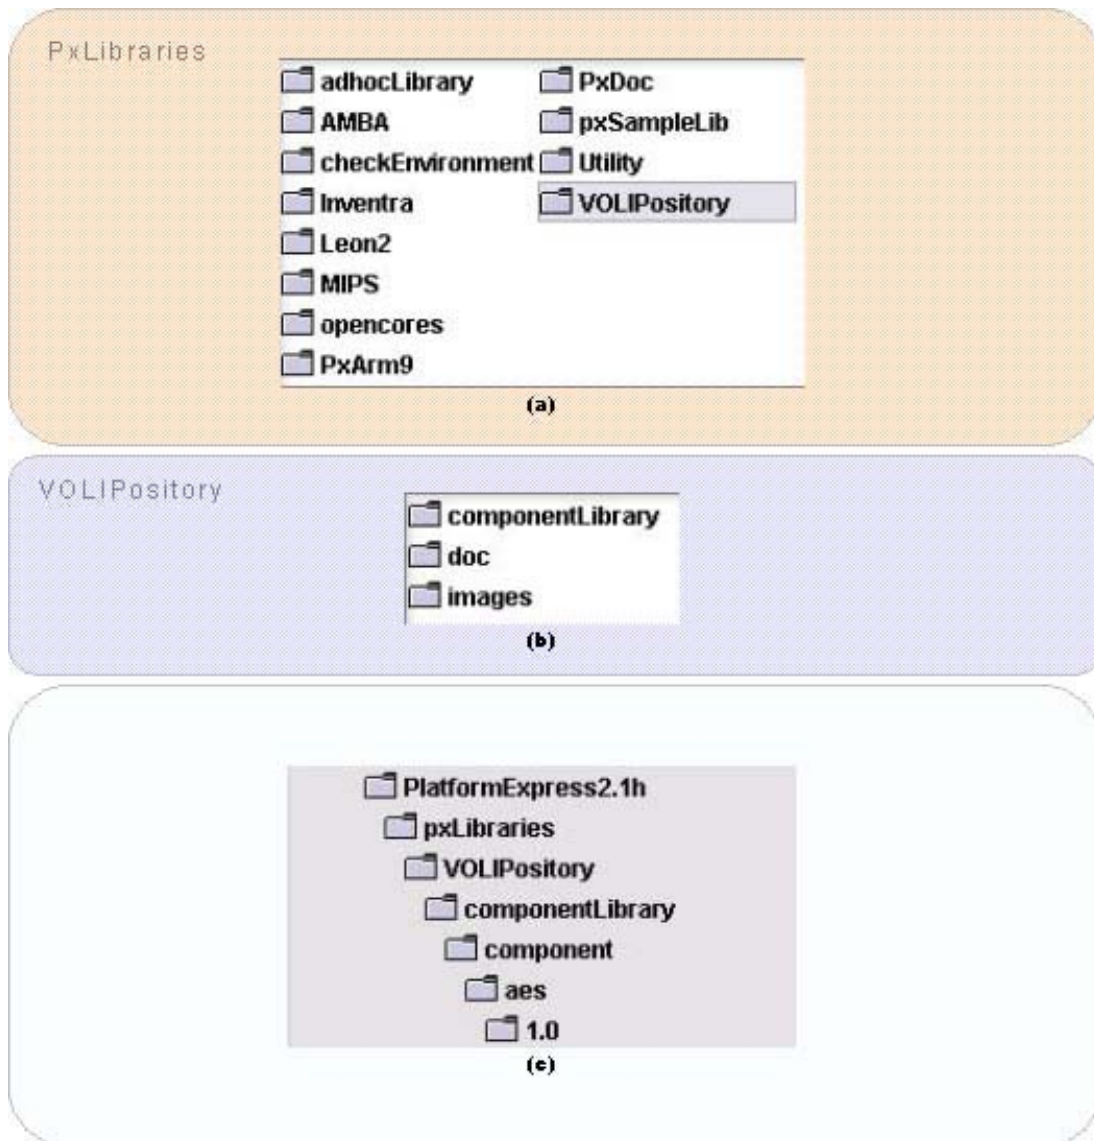 PxLibraries
adhocLibrary
AMBA
checkEnvironment
Inventra
Leon2
MIPS
opencores
PxArm9
PxDoc
pxSampleLib
Utility
VOLIPository
(a)
VOLIPository
componentLibrary
doc
images
(b)
PlatformExpress2.1h
pxLibraries
VOLIPository
componentLibrary
component
aes
1.0
(c)